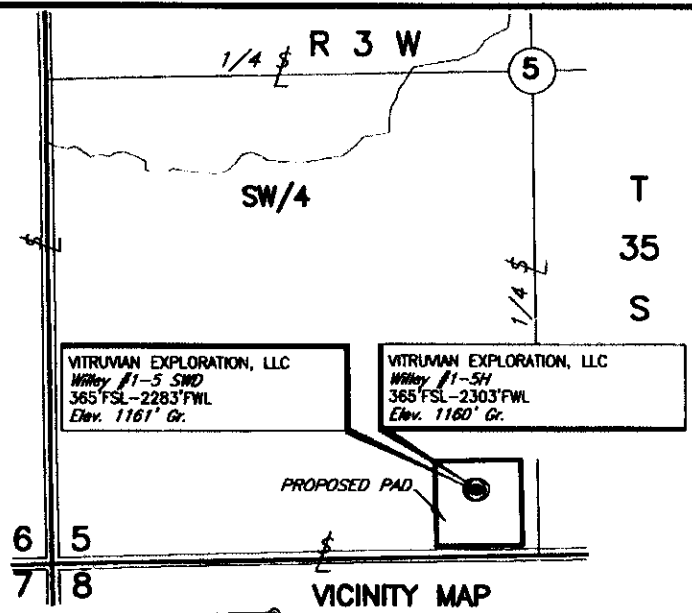 R 3 W
1/4
5
SW/4
T
35
S
1/4
VITRUVIAN EXPLORATION, LLC
Willey #1-5 SWD
365'FSL-2283'FWL
Elev. 1161' Gr.
VITRUVIAN EXPLORATION, LLC
Willey #1-5H
365'FSL-2303'FWL
Elev. 1160' Gr.
PROPOSED PAD
6 5
7 8
VICINITY MAP